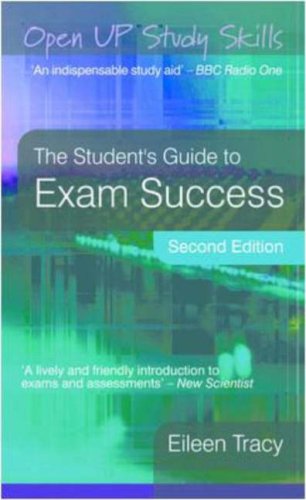 Open UP Study Skills
'An indispensable study aid' – BBC Radio One
The Student's Guide to
Exam Success
Second Edition
'A lively and friendly introduction to
exams and assessments' – New Scientist
Eileen Tracy